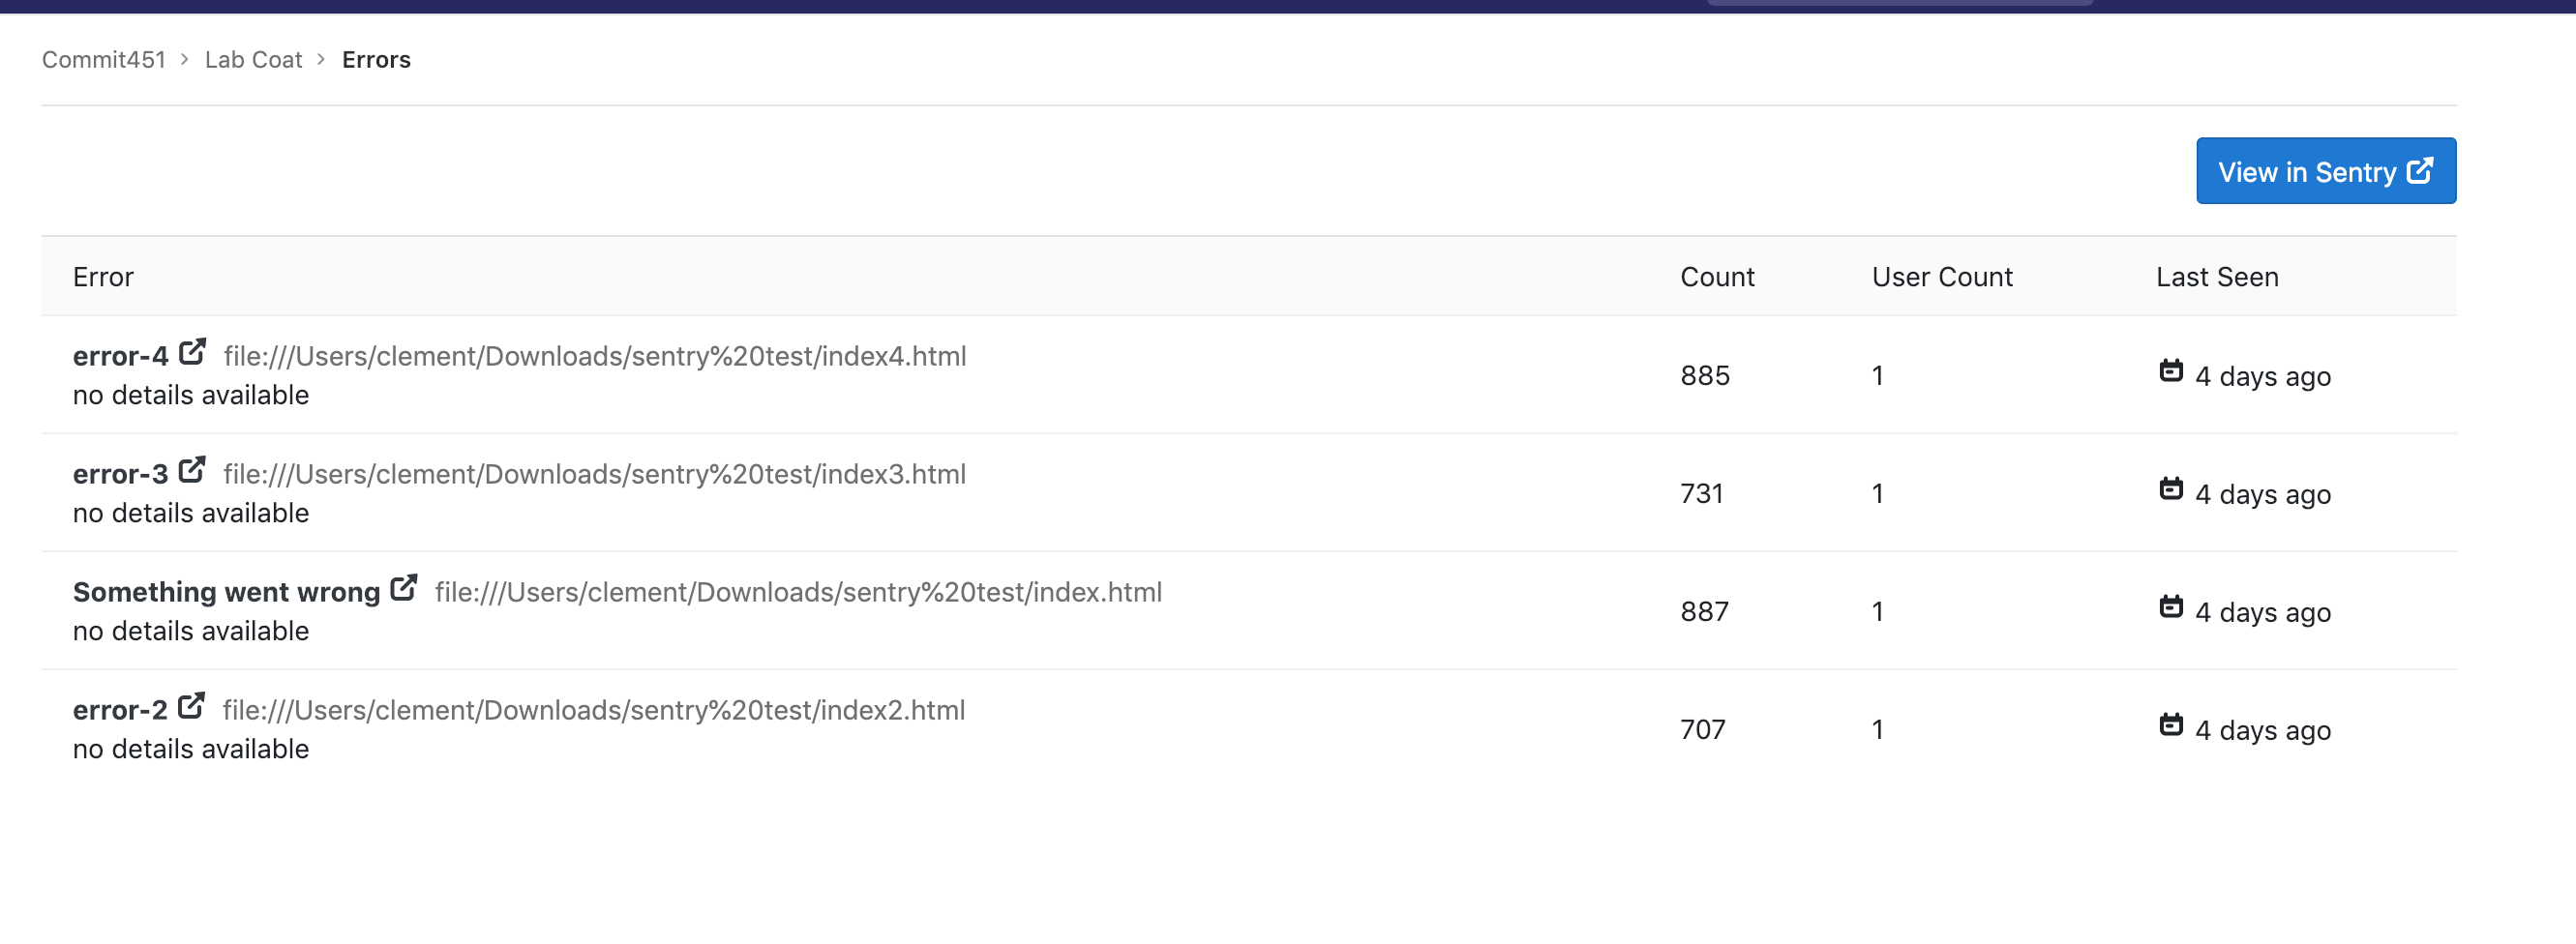 Commit451 > Lab Coat > Errors
View in Sentry
Error Count User Count Last Seen
error-4 file:///Users/clement/Downloads/sentry%20test/index4.html
no details available
885 1 4 days ago
error-3 file:///Users/clement/Downloads/sentry%20test/index3.html
no details available
731 1 4 days ago
Something went wrong file:///Users/clement/Downloads/sentry%20test/index.html
no details available
887 1 4 days ago
error-2 file:///Users/clement/Downloads/sentry%20test/index2.html
no details available
707 1 4 days ago